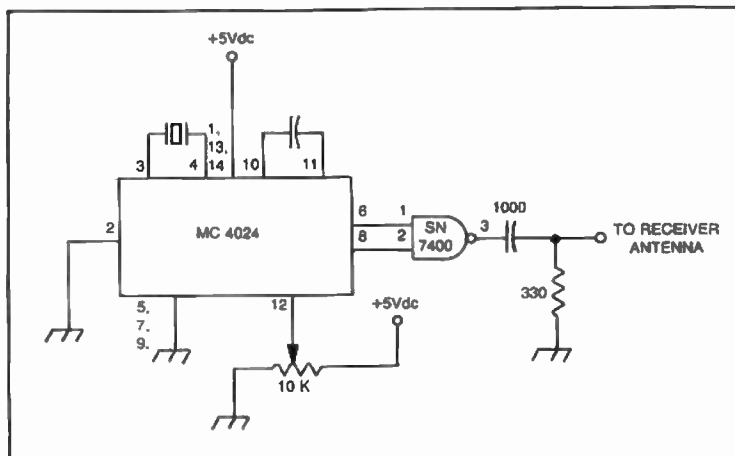 +5Vdc
1,
13,
14
3
4
10
11
2
MC 4024
6
8
1
2
SN
7400
3
1000
TO RECEIVER
ANTENNA
330
5,
7,
9.
12
+5Vdc
10 K